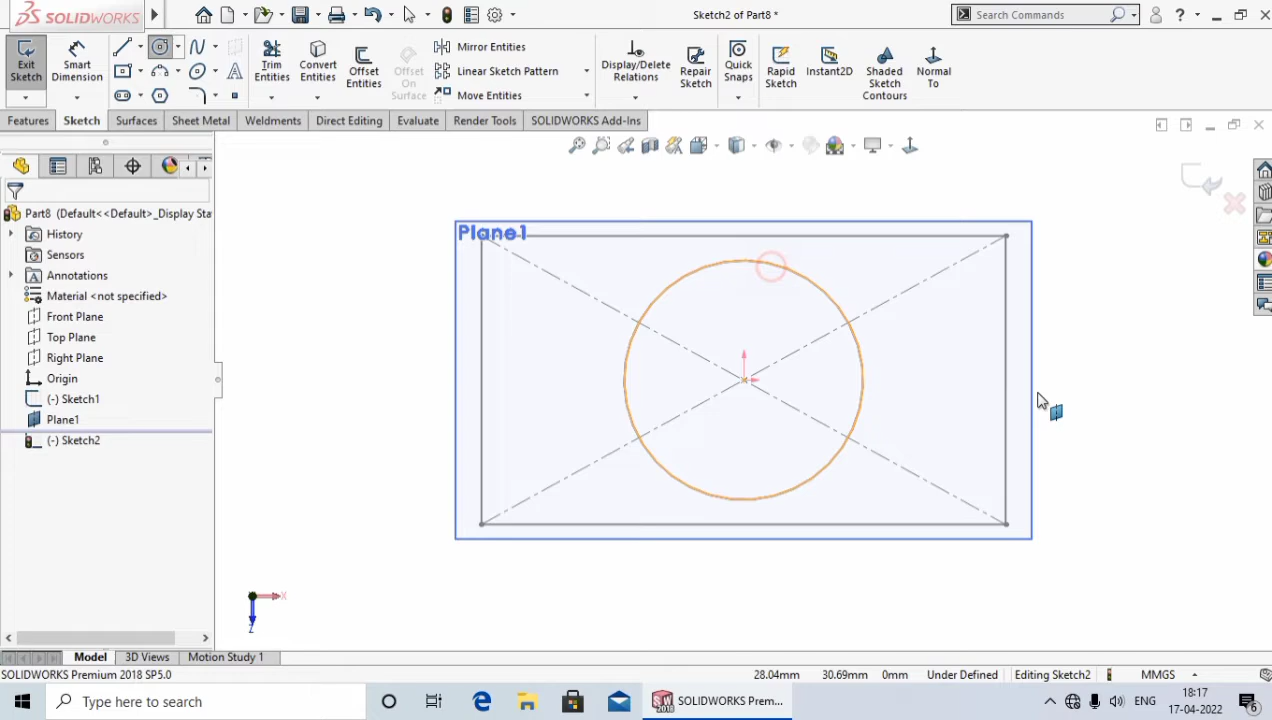 SOLIDWORKS
Sketch2 of Part8 *
Search Commands
?
Exit Sketch
Smart Dimension
Trim Entities
Convert Entities
Offset Entities
Offset On Surface
Mirror Entities
Linear Sketch Pattern
Move Entities
Display/Delete Relations
Repair Sketch
Quick Snaps
Rapid Sketch
Instant2D
Shaded Sketch Contours
Normal To
Features
Sketch
Surfaces
Sheet Metal
Weldments
Direct Editing
Evaluate
Render Tools
SOLIDWORKS Add-Ins
Part8 (Default<<Default>_Display Sta
History
Sensors
Annotations
Material <not specified>
Front Plane
Top Plane
Right Plane
Origin
(-) Sketch1
Plane1
(-) Sketch2
Plane1
X
Z
Model
3D Views
Motion Study 1
SOLIDWORKS Premium 2018 SP5.0
28.04mm
30.69mm
0mm
Under Defined
Editing Sketch2
MMGS
Type here to search
SOLIDWORKS Prem...
ENG
18:17
17-04-2022
6